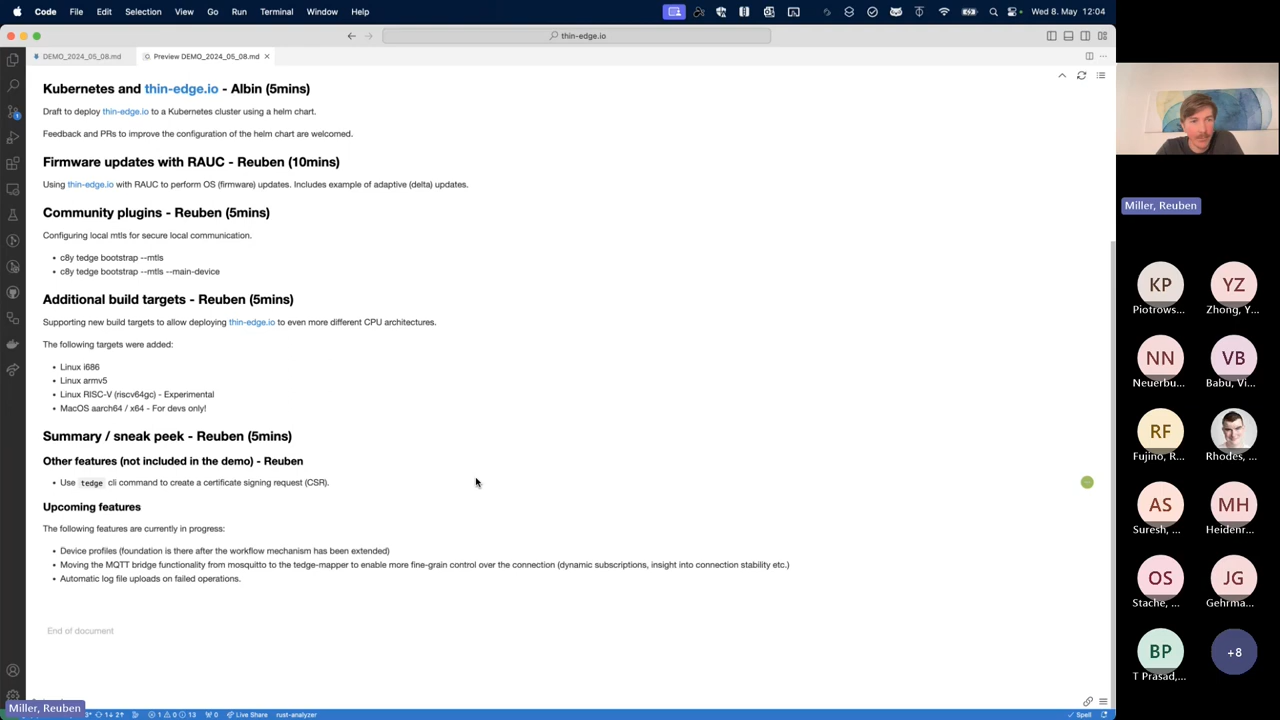 Code File Edit Selection View Go Run Terminal Window Help
Wed 8. May 12:04
thin-edge.io
DEMO_2024_05_08.md
Preview DEMO_2024_05_08.md
Kubernetes and thin-edge.io - Albin (5mins)
Draft to deploy thin-edge.io to a Kubernetes cluster using a helm chart.
Feedback and PRs to improve the configuration of the helm chart are welcomed.
Firmware updates with RAUC - Reuben (10mins)
Using thin-edge.io with RAUC to perform OS (firmware) updates. Includes example of adaptive (delta) updates.
Community plugins - Reuben (5mins)
Configuring local mtls for secure local communication.
• c8y tedge bootstrap --mtls
• c8y tedge bootstrap --mtls --main-device
Additional build targets - Reuben (5mins)
Supporting new build targets to allow deploying thin-edge.io to even more different CPU architectures.
The following targets were added:
• Linux i686
• Linux armv5
• Linux RISC-V (riscv64gc) - Experimental
• MacOS aarch64 / x64 - For devs only!
Summary / sneak peek - Reuben (5mins)
Other features (not included in the demo) - Reuben
• Use tedge cli command to create a certificate signing request (CSR).
Upcoming features
The following features are currently in progress:
• Device profiles (foundation is there after the workflow mechanism has been extended)
• Moving the MQTT bridge functionality from mosquitto to the tedge-mapper to enable more fine-grain control over the connection (dynamic subscriptions, insight into connection stability etc.)
• Automatic log file uploads on failed operations.
End of document
Miller, Reuben
1 0 13
0
Live Share
rust-analyzer
Spell
Miller, Reuben
KP
YZ
Piotrows...
Zhong, Y...
NN
VB
Neuerbu...
Babu, Vi...
RF
Fujino, R...
Rhodes, ...
AS
MH
Suresh, ...
Heidenr...
OS
JG
Stache, ...
Gehrma...
BP
+8
T Prasad,...